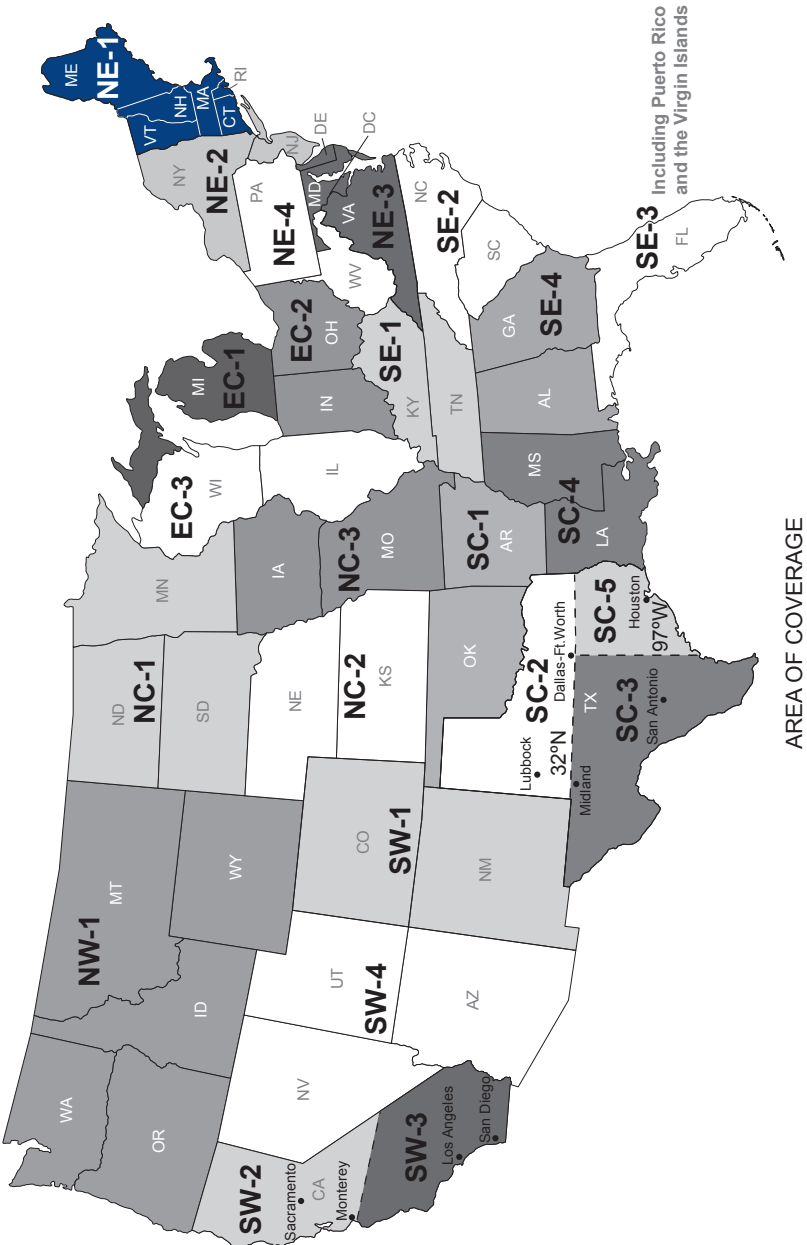 WA
OR
ID
MT
NW-1
WY
ND
NC-1
SD
MN
NE
NC-2
KS
IA
NC-3
MO
EC-3
WI
IL
MI
EC-1
IN
EC-2
OH
SE-1
KY
TN
WV
PA
NE-4
NY
NE-2
NJ
ME
NE-1
VT
NH
MA
CT
RI
DE
DC
MD
VA
NE-3
NC
SE-2
SC
GA
SE-4
AL
MS
SC-4
LA
SC-1
AR
OK
SC-2
Lubbock
32°N
Dallas-Ft.Worth
Midland
TX
SC-3
San Antonio
SC-5
Houston
97°W
CO
SW-1
NM
UT
SW-4
AZ
NV
SW-2
Sacramento
CA
Monterey
SW-3
Los Angeles
San Diego
SE-3
FL
Including Puerto Rico
and the Virgin Islands
AREA OF COVERAGE